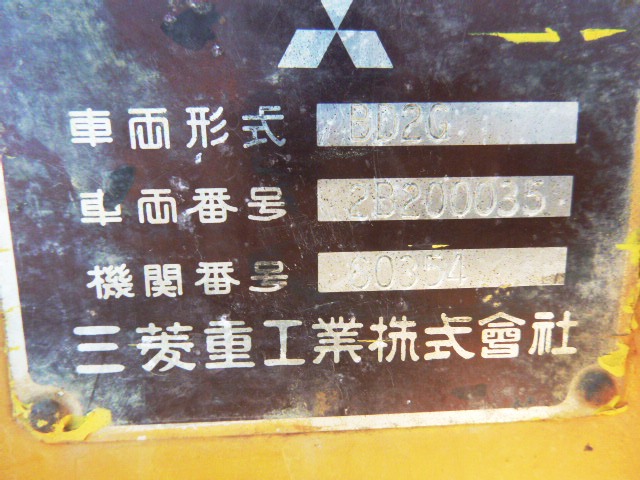 車両形式 BD2G
車両番号 2B200035
機関番号 60354
三菱重工業株式會社